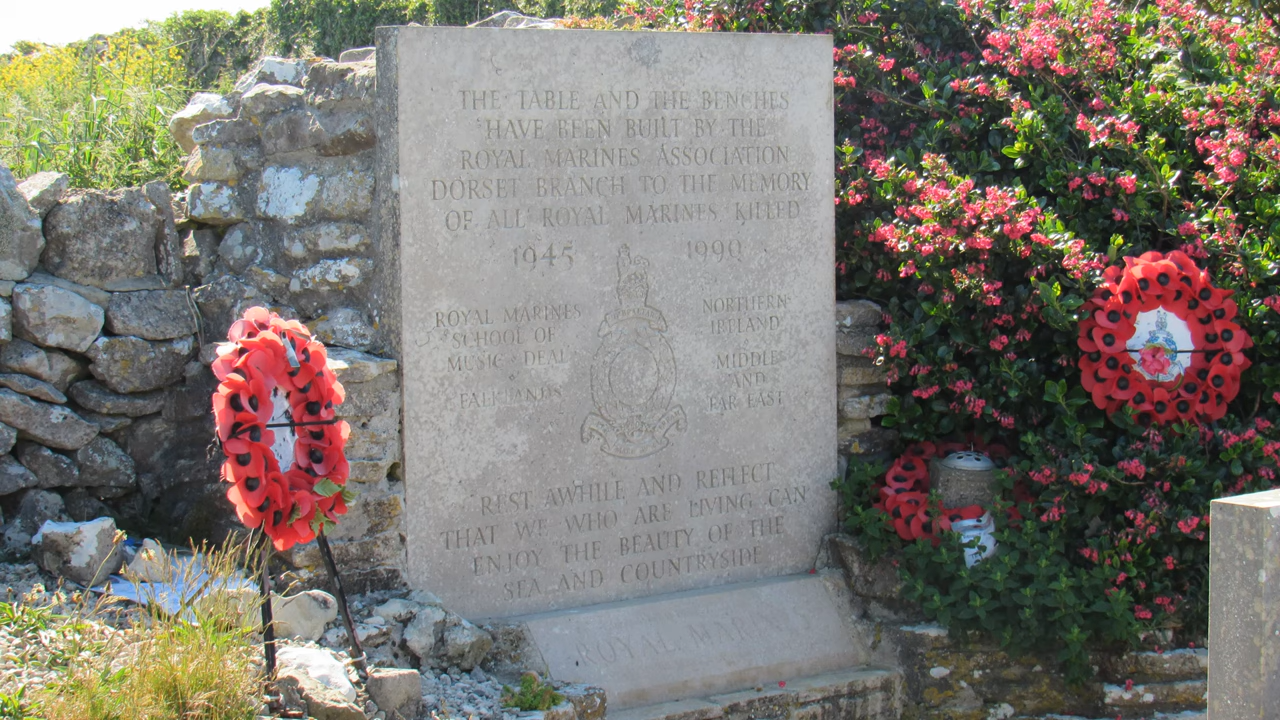 THE TABLE AND THE BENCHES
HAVE BEEN BUILT BY THE
ROYAL MARINES ASSOCIATION
DORSET BRANCH TO THE MEMORY
OF ALL ROYAL MARINES KILLED
1945 1990
ROYAL MARINES
SCHOOL OF
MUSIC DEAL
FALKLANDS
NORTHERN
IRELAND
MIDDLE
AND
FAR EAST
REST AWHILE AND REFLECT
THAT WE WHO ARE LIVING CAN
ENJOY THE BEAUTY OF THE
SEA AND COUNTRYSIDE
ROYAL